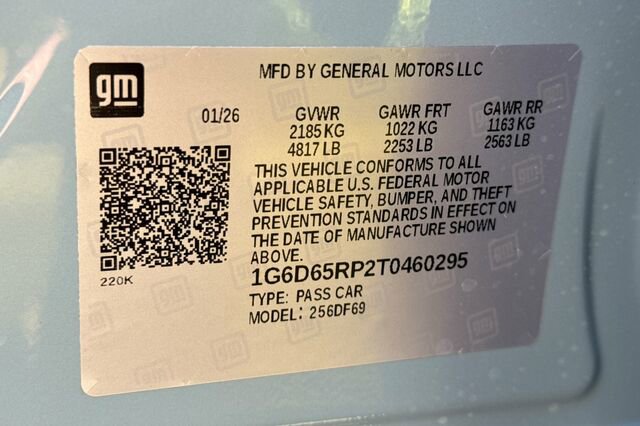 gm
MFD BY GENERAL MOTORS LLC
01/26 GVWR GAWR FRT GAWR RR
2185 KG 1022 KG 1163 KG
4817 LB 2253 LB 2563 LB
THIS VEHICLE CONFORMS TO ALL
APPLICABLE U.S. FEDERAL MOTOR
VEHICLE SAFETY, BUMPER, AND THEFT
PREVENTION STANDARDS IN EFFECT ON
THE DATE OF MANUFACTURE SHOWN
ABOVE.
220K
1G6D65RP2T0460295
TYPE: PASS CAR
MODEL: 256DF69